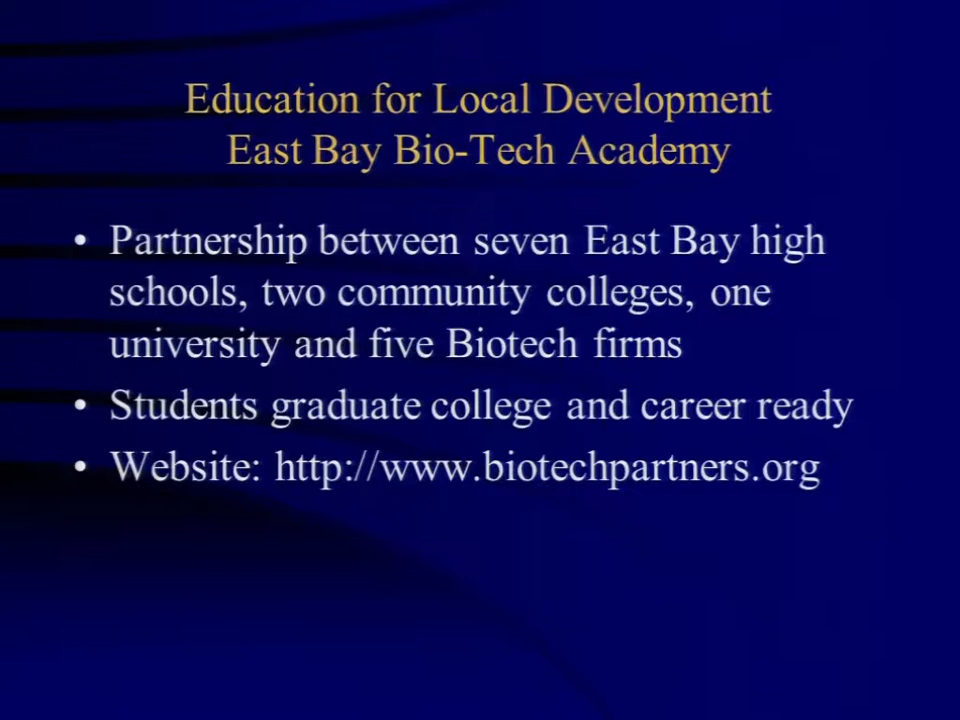 Education for Local Development
East Bay Bio-Tech Academy
• Partnership between seven East Bay high
schools, two community colleges, one
university and five Biotech firms
• Students graduate college and career ready
• Website: http://www.biotechpartners.org